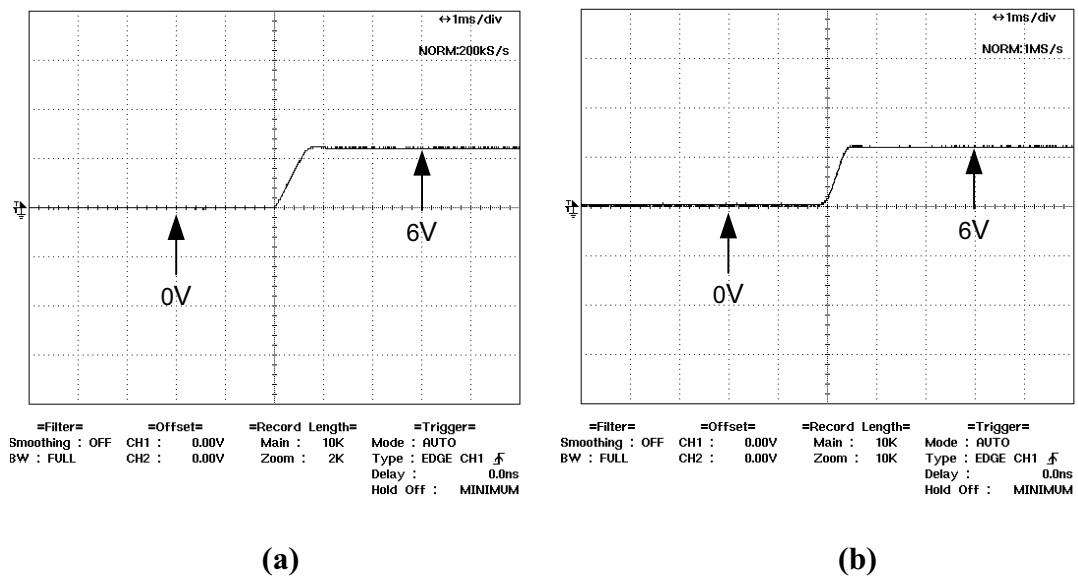 ↔1ms/div
NORM:200kS/s
6V
0V
=Filter= =Offset= =Record Length= =Trigger=
Smoothing : OFF CH1 : 0.00V Main : 10K Mode : AUTO
BW : FULL CH2 : 0.00V Zoom : 2K Type : EDGE CH1
Delay : 0.0ns
Hold Off : MINIMUM
(a)
↔1ms/div
NORM:1MS/s
6V
0V
=Filter= =Offset= =Record Length= =Trigger=
Smoothing : OFF CH1 : 0.00V Main : 10K Mode : AUTO
BW : FULL CH2 : 0.00V Zoom : 10K Type : EDGE CH1
Delay : 0.0ns
Hold Off : MINIMUM
(b)